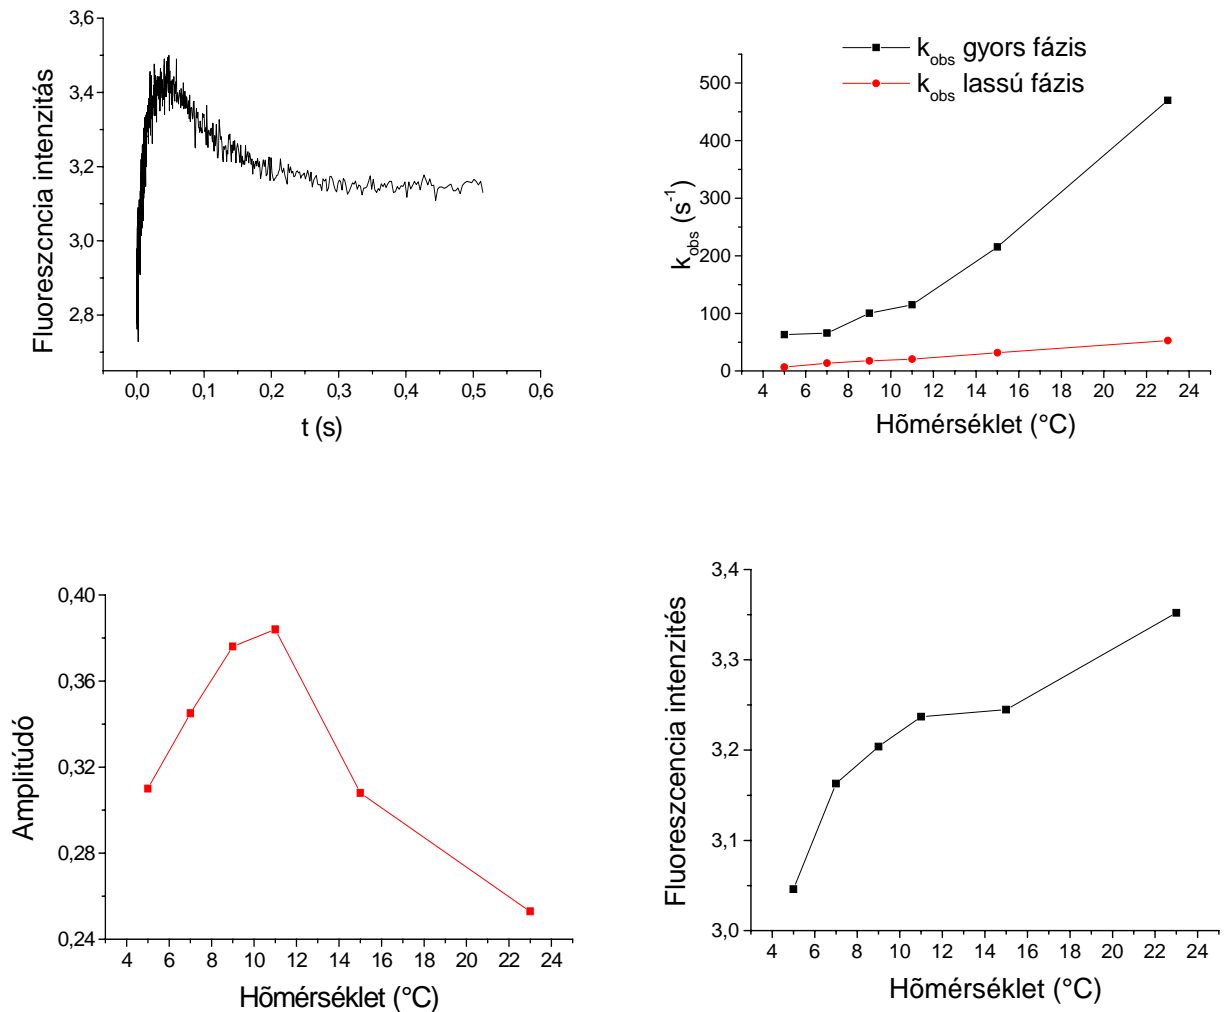 3,6
3,4
3,2
3,0
2,8
Fluoreszcncia intenzitás
0,0 0,1 0,2 0,3 0,4 0,5 0,6
t (s)
k_obs gyors fázis
k_obs lassú fázis
500
400
300
200
100
0
k_obs (s⁻¹)
4 6 8 10 12 14 16 18 20 22 24
Hõmérséklet (°C)
0,40
0,36
0,32
0,28
0,24
Amplitúdó
4 6 8 10 12 14 16 18 20 22 24
Hõmérséklet (°C)
3,4
3,3
3,2
3,1
3,0
Fluoreszcencia intenzités
4 6 8 10 12 14 16 18 20 22 24
Hõmérséklet (°C)